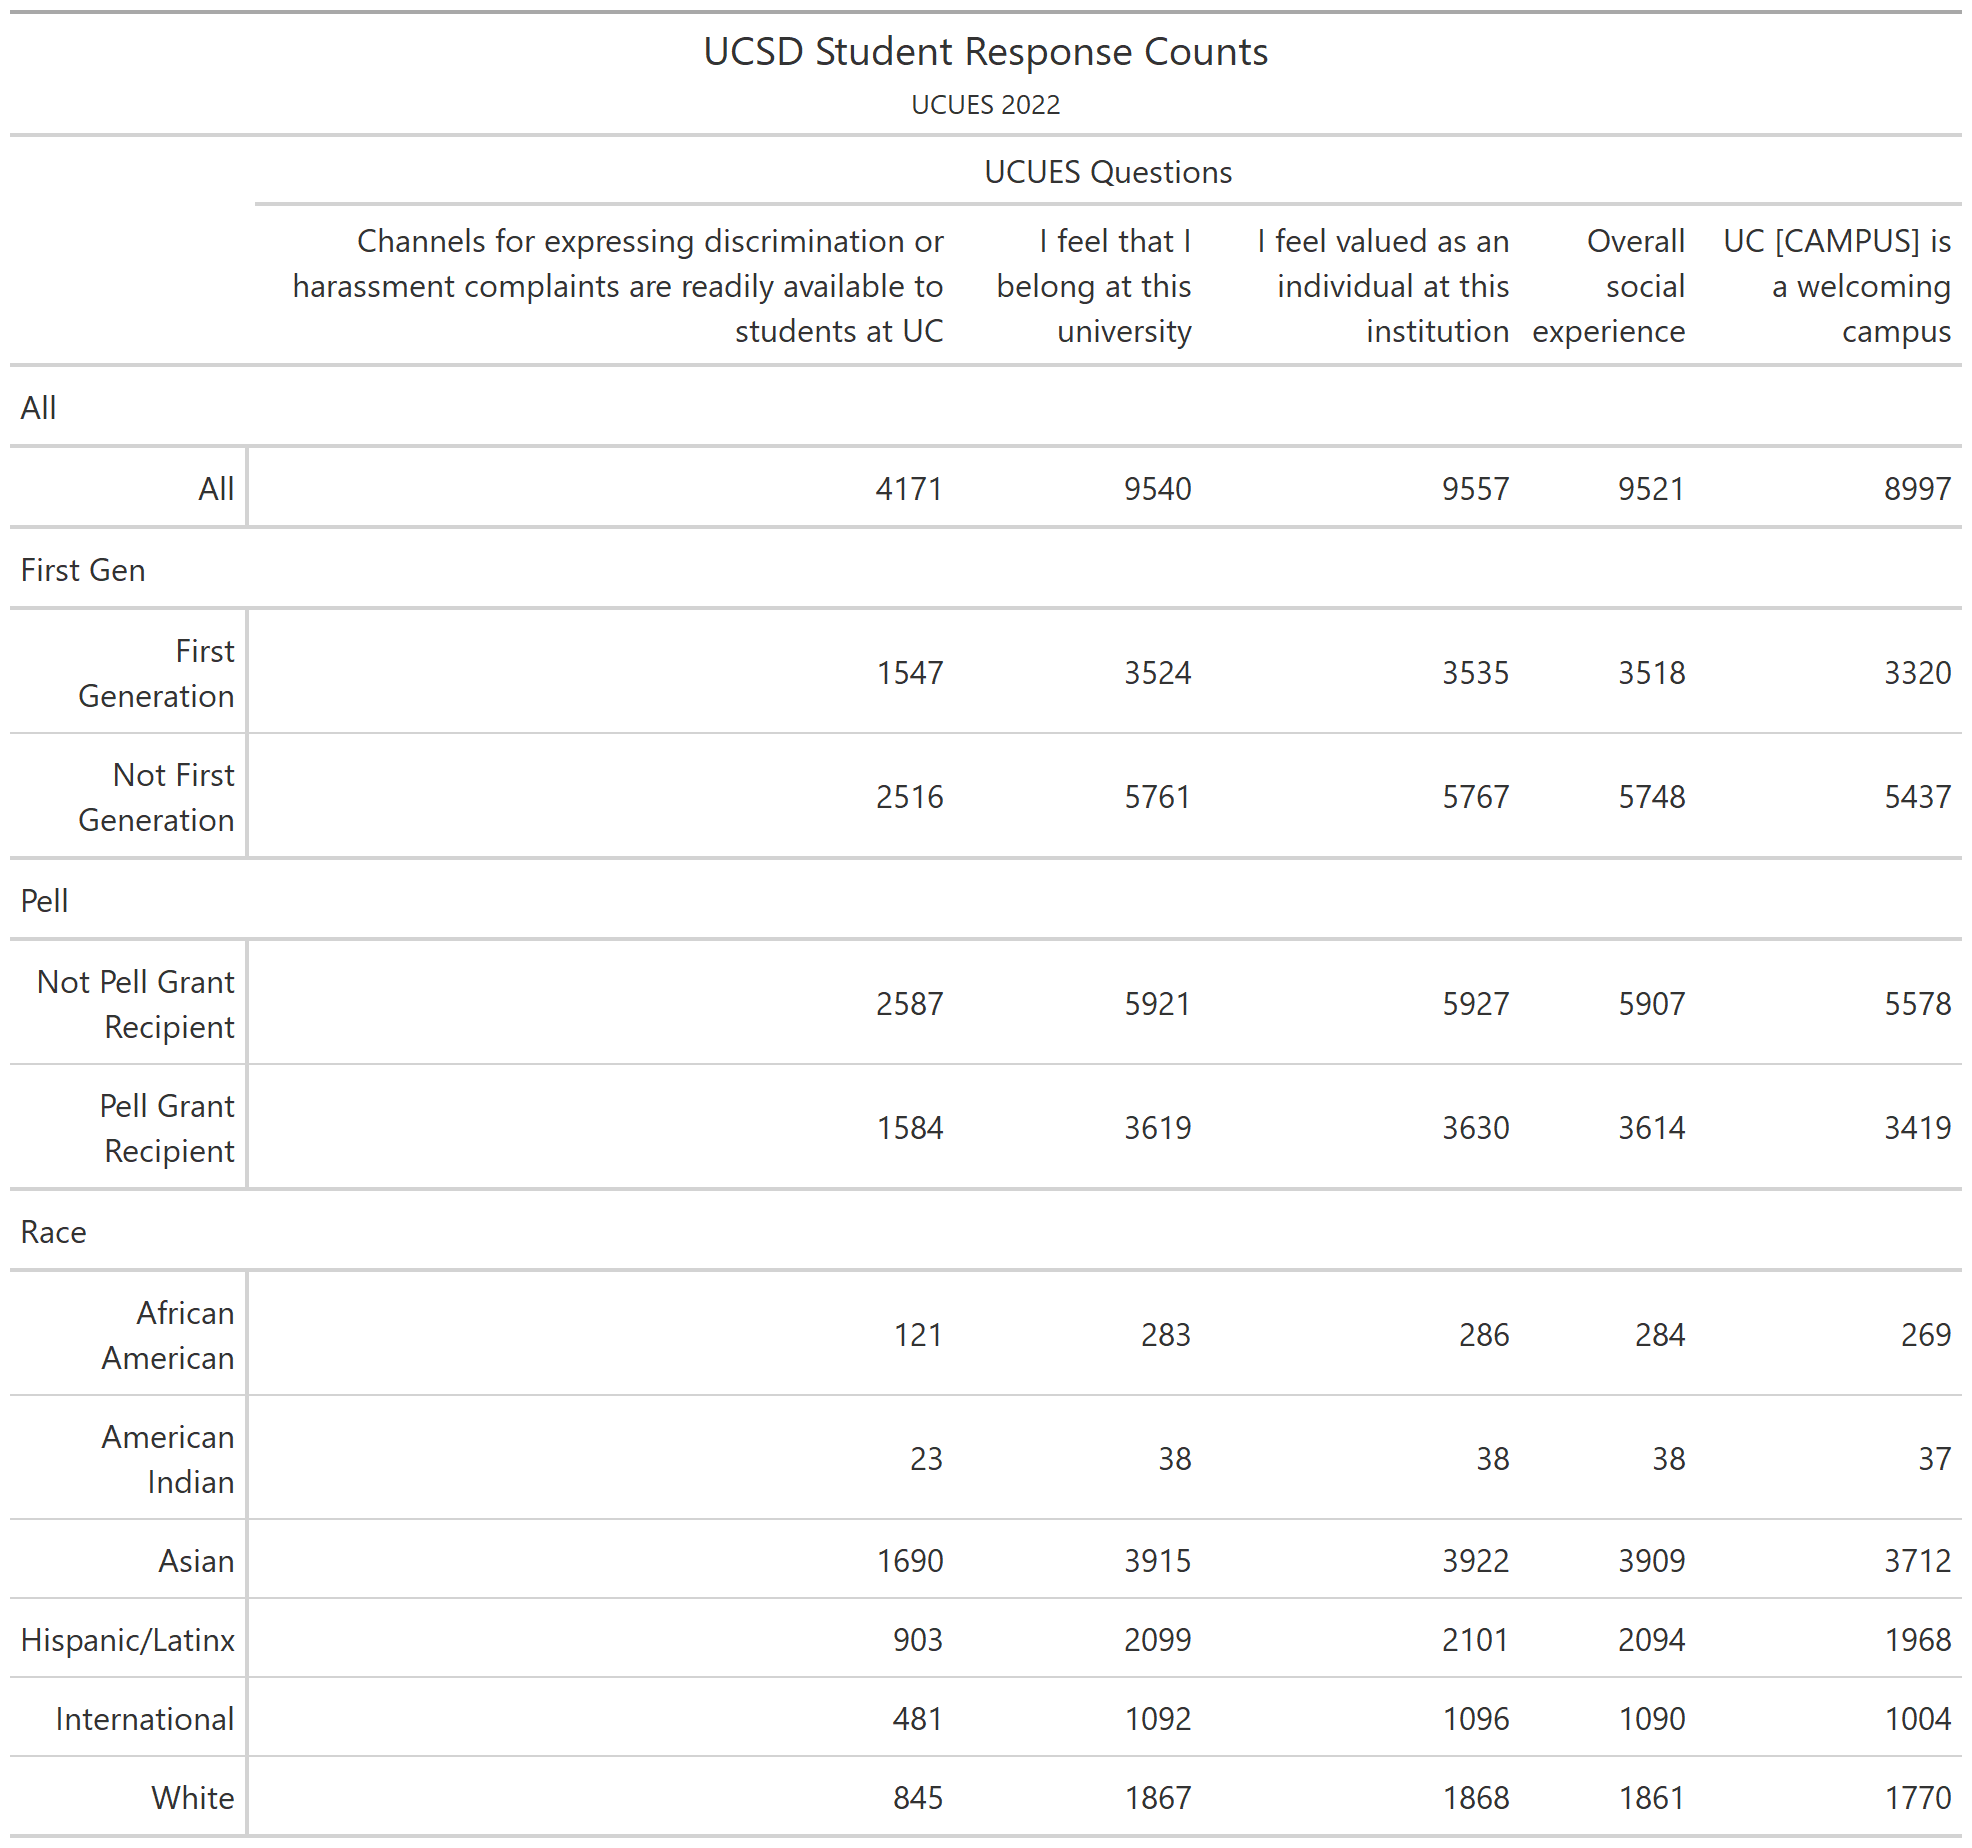 UCSD Student Response Counts
UCUES 2022
UCUES Questions
Channels for expressing discrimination or harassment complaints are readily available to students at UC | I feel that I belong at this university | I feel valued as an individual at this institution | Overall social experience | UC [CAMPUS] is a welcoming campus
All
All 4171 9540 9557 9521 8997
First Gen
First Generation 1547 3524 3535 3518 3320
Not First Generation 2516 5761 5767 5748 5437
Pell
Not Pell Grant Recipient 2587 5921 5927 5907 5578
Pell Grant Recipient 1584 3619 3630 3614 3419
Race
African American 121 283 286 284 269
American Indian 23 38 38 38 37
Asian 1690 3915 3922 3909 3712
Hispanic/Latinx 903 2099 2101 2094 1968
International 481 1092 1096 1090 1004
White 845 1867 1868 1861 1770